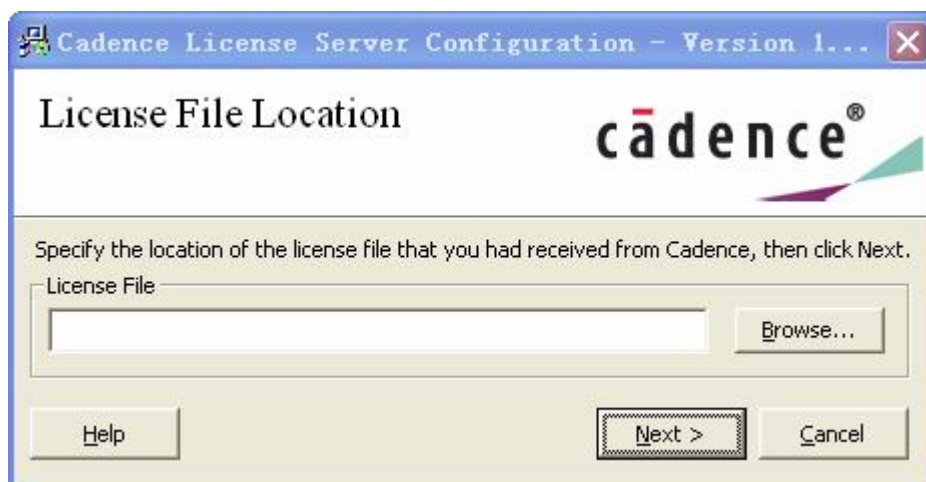 Cadence License Server Configuration - Version 1...
License File Location
cādence®
Specify the location of the license file that you had received from Cadence, then click Next.
License File
Browse...
Help
Next >
Cancel